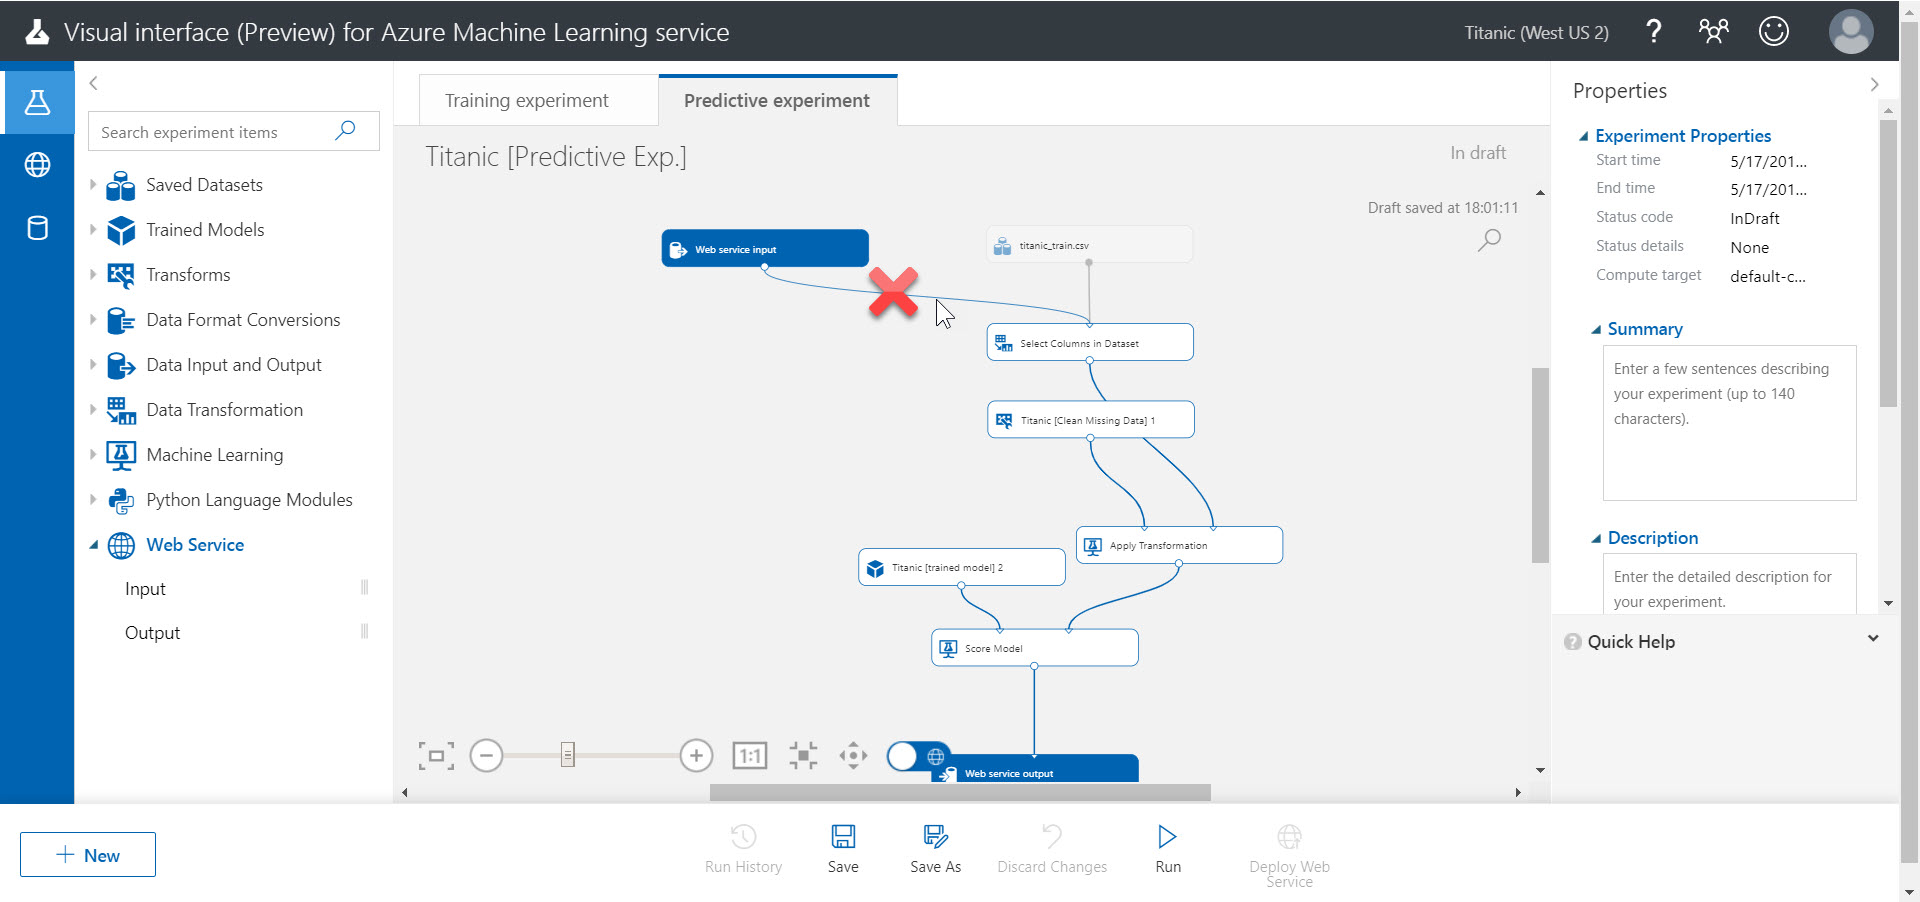 Visual interface (Preview) for Azure Machine Learning service
Titanic (West US 2)
?
Search experiment items
Saved Datasets
Trained Models
Transforms
Data Format Conversions
Data Input and Output
Data Transformation
Machine Learning
Python Language Modules
Web Service
Input
Output
Training experiment
Predictive experiment
Titanic [Predictive Exp.]
In draft
Draft saved at 18:01:11
Web service input
titanic_train.csv
Select Columns in Dataset
Titanic [Clean Missing Data] 1
Apply Transformation
Titanic [trained model] 2
Score Model
Web service output
1:1
Properties
Experiment Properties
Start time 5/17/201...
End time 5/17/201...
Status code InDraft
Status details None
Compute target default-c...
Summary
Enter a few sentences describing
your experiment (up to 140
characters).
Description
Enter the detailed description for
your experiment.
? Quick Help
+ New
Run History
Save
Save As
Discard Changes
Run
Deploy Web
Service